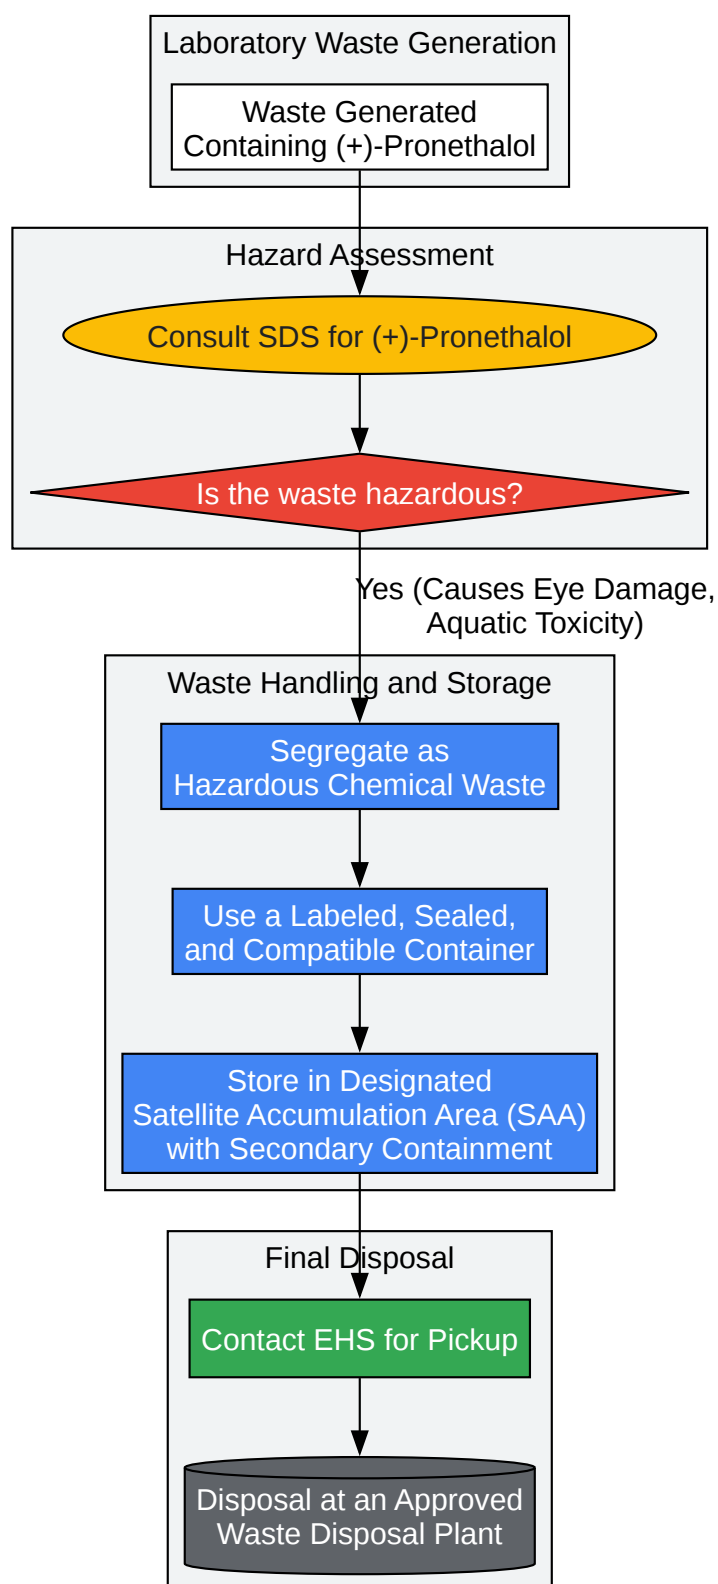 Laboratory Waste Generation
Waste Generated
Containing (+)-Pronethalol
Hazard Assessment
Consult SDS for (+)-Pronethalol
Is the waste hazardous?
Yes (Causes Eye Damage,
Aquatic Toxicity)
Waste Handling and Storage
Segregate as
Hazardous Chemical Waste
Use a Labeled, Sealed,
and Compatible Container
Store in Designated
Satellite Accumulation Area (SAA)
with Secondary Containment
Final Disposal
Contact EHS for Pickup
Disposal at an Approved
Waste Disposal Plant